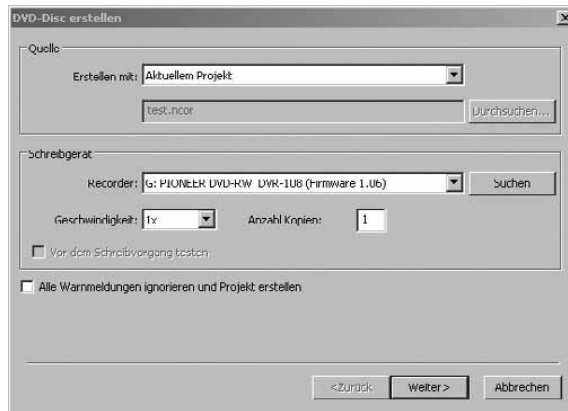 DVD-Disc erstellen
Quelle
Erstellen mit: Aktuellem Projekt
test.ncor
Durchsuchen...
Schreibgerät
Recorder: G: PIONEER DVD-RW DVR-108 (Firmware 1.06)
Suchen
Geschwindigkeit: 1x Anzahl Kopien: 1
Vor dem Schreibvorgang testen
Alle Warnmeldungen ignorieren und Projekt erstellen
<Zurück Weiter> Abbrechen